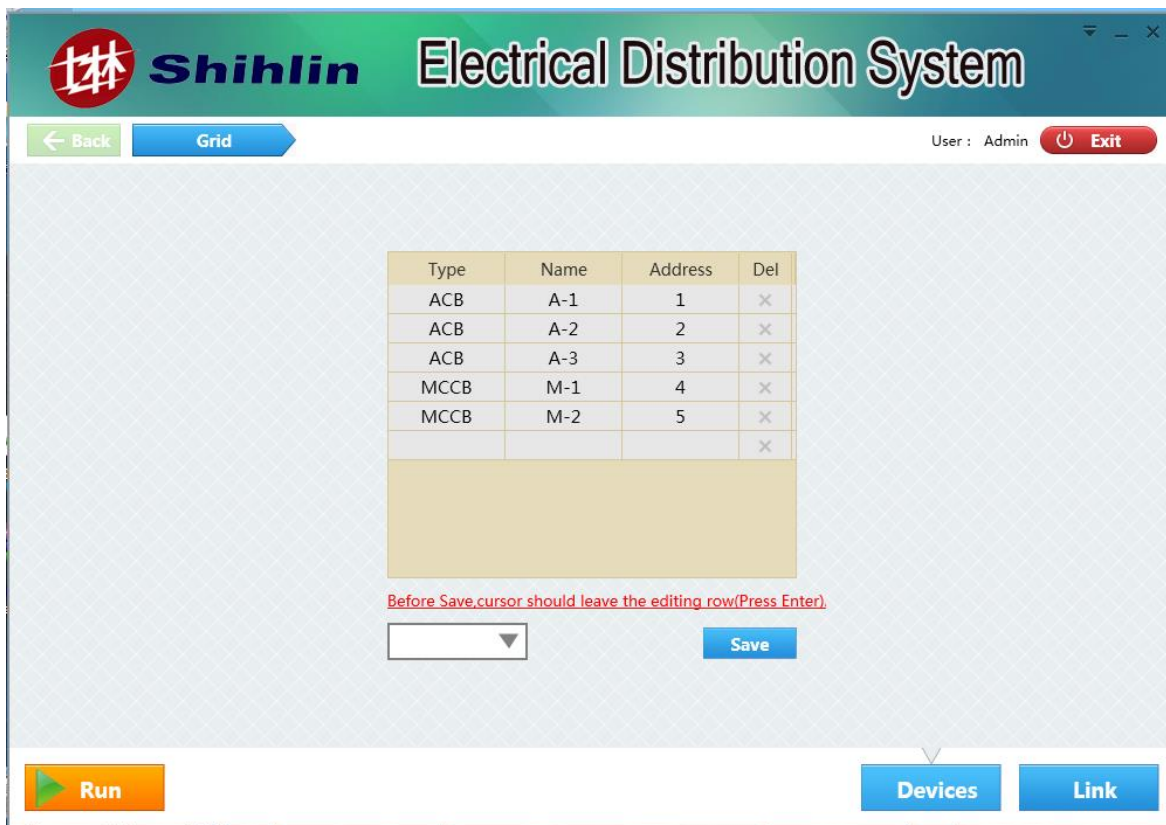 Shihlin Electrical Distribution System
Back Grid User : Admin Exit
Type Name Address Del
ACB A-1 1
ACB A-2 2
ACB A-3 3
MCCB M-1 4
MCCB M-2 5
Before Save,cursor should leave the editing row(Press Enter).
Save
Run Devices Link